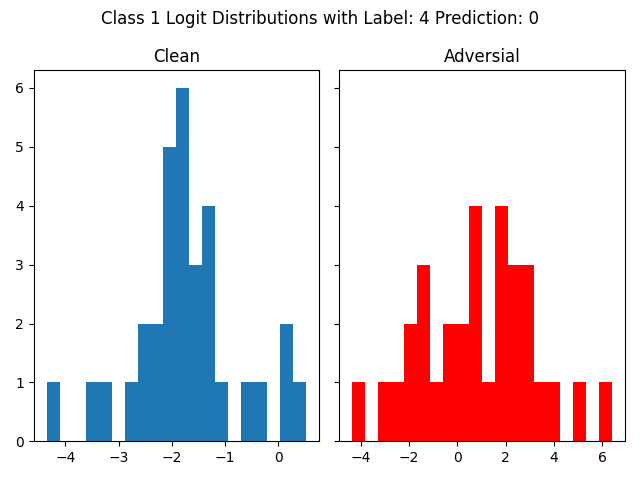 Class 1 Logit Distributions with Label: 4 Prediction: 0
Clean
Adversial
6
5
4
3
2
1
0
−4 −3 −2 −1 0
−4 −2 0 2 4 6